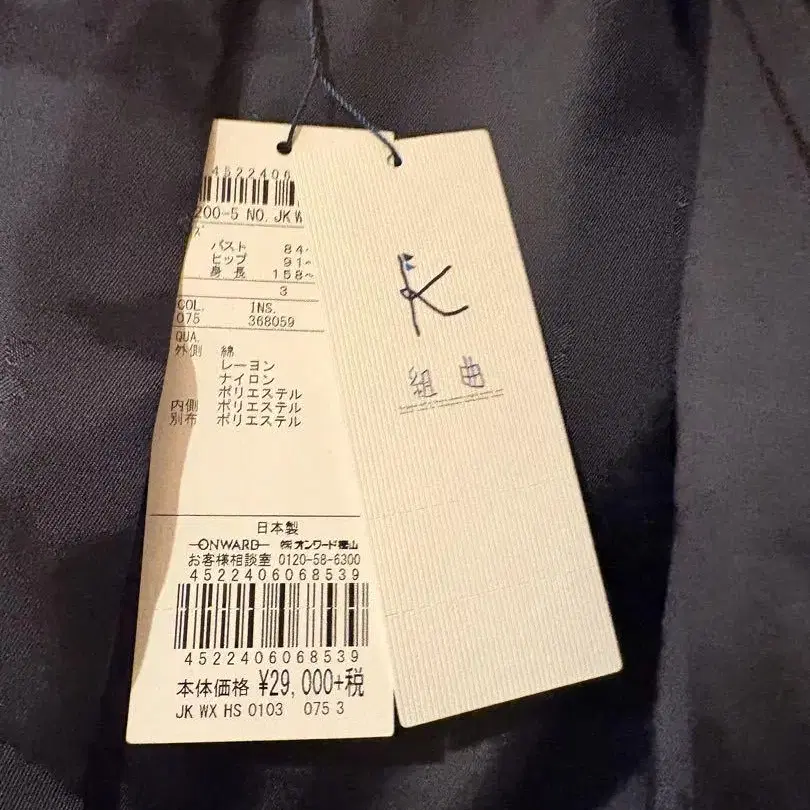 4522406
200-5 NO. JK W
ズ
バスト 84
ヒップ 91
身長 158~
3
COL. INS.
075 368059
QUA.
外側 綿
レーヨン
ナイロン
ポリエステル
内側 ポリエステル
別布 ポリエステル
日本製
ONWARD ㈱オンワード樫山
お客様相談室 0120-58-6300
4522406068539
4522406068539
本体価格 ¥29,000+税
JK WX HS 0103 075 3
K
組曲